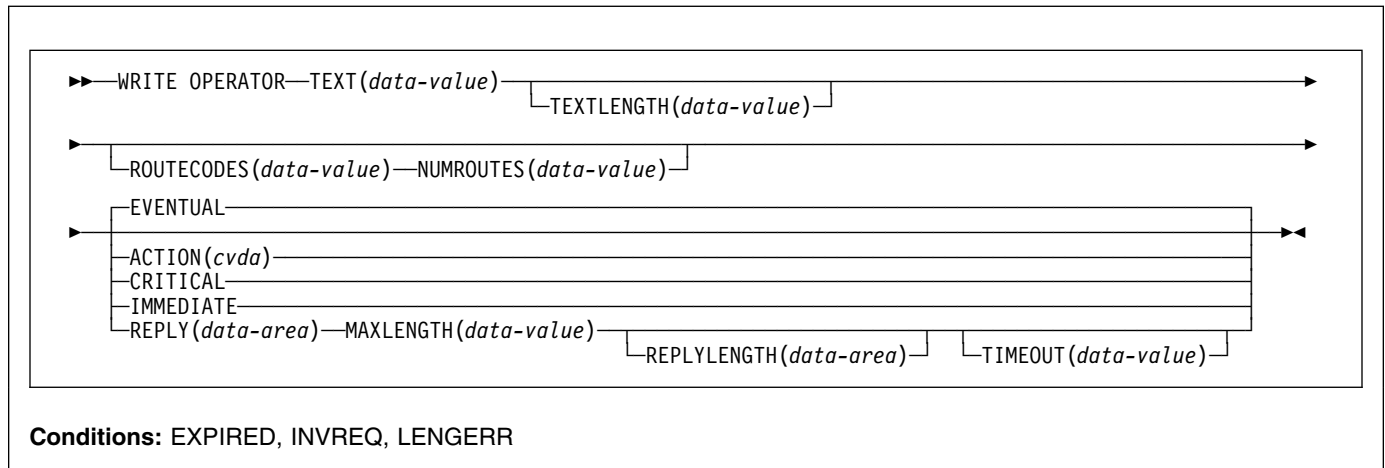 WRITE OPERATOR TEXT(data-value)
TEXTLENGTH(data-value)
ROUTECODES(data-value) NUMROUTES(data-value)
EVENTUAL
ACTION(cvda)
CRITICAL
IMMEDIATE
REPLY(data-area) MAXLENGTH(data-value)
REPLYLENGTH(data-area) TIMEOUT(data-value)
Conditions: EXPIRED, INVREQ, LENGERR